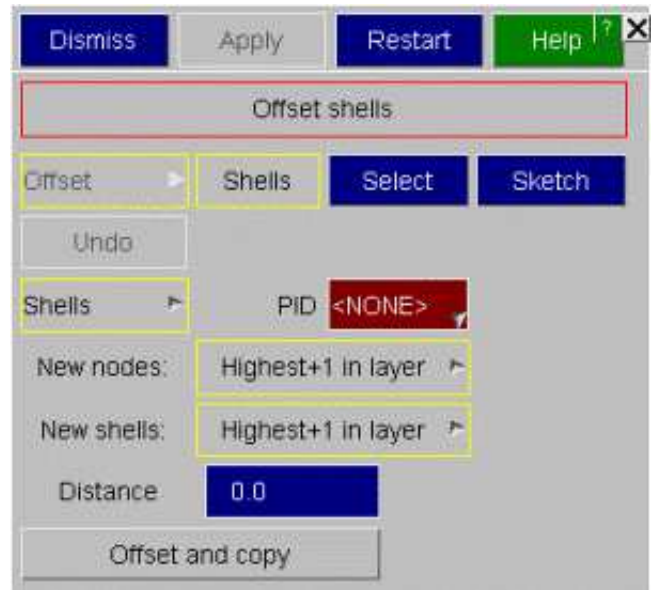 Dismiss Apply Restart Help ? X
Offset shells
Offset Shells Select Sketch
Undo
Shells PID <NONE>
New nodes: Highest+1 in layer
New shells: Highest+1 in layer
Distance 0.0
Offset and copy